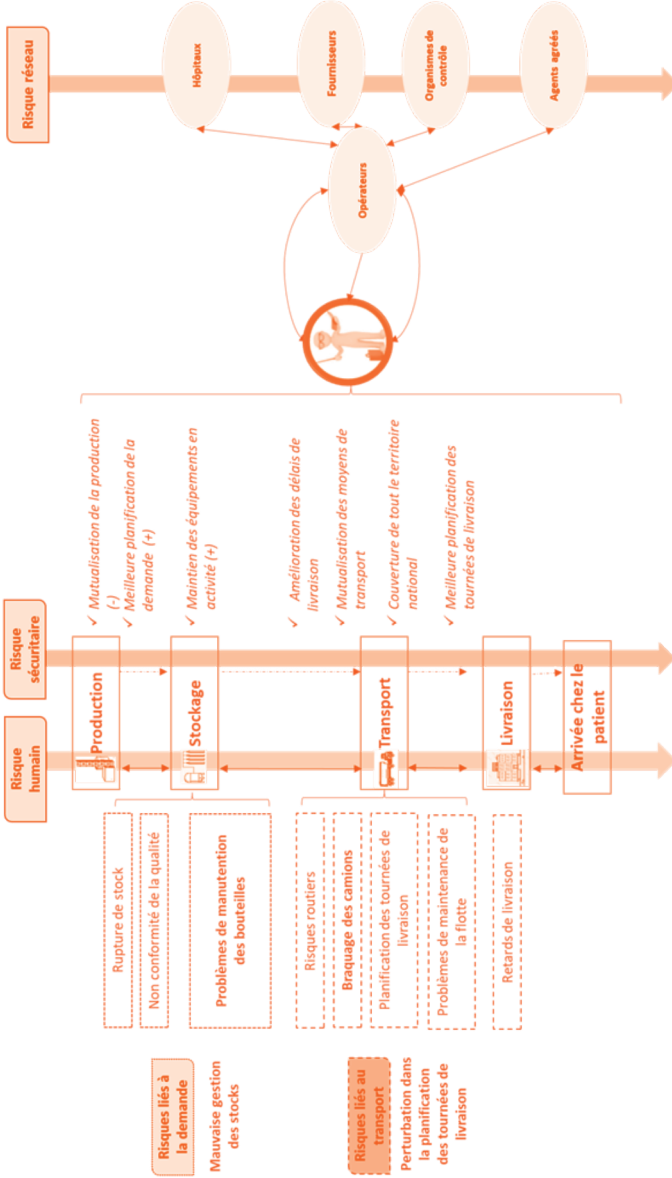 Risques liés à
la demande
Mauvaise gestion
des stocks
Risques liés au
transport
Perturbation dans
la planification
des tournées de
livraison
Rupture de stock
Non conformité de la qualité
Problèmes de manutention
des bouteilles
Risques routiers
Braquage des camions
Planification des tournées de
livraison
Problèmes de maintenance de
la flotte
Retards de livraison
Risque
humain
Risque
sécuritaire
Production
Stockage
Transport
Livraison
Arrivée chez le
patient
✓ Mutualisation de la production
(-)
✓ Meilleure planification de la
demande (+)
✓ Maintien des équipements en
activité (+)
✓ Amélioration des délais de
livraison
✓ Mutualisation des moyens de
transport
✓ Couverture de tout le territoire
national
✓ Meilleure planification des
tournées de livraison
Risque réseau
Opérateurs
Hôpitaux
Fournisseurs
Organismes de
contrôle
Agents agréés